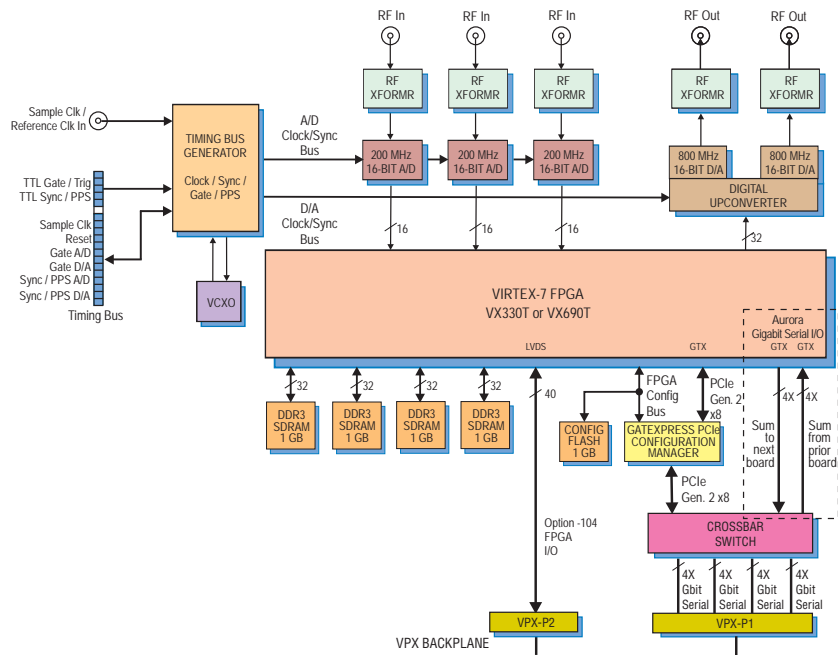 RF In
RF In
RF In
RF Out
RF Out
Sample Clk /
Reference Clk In
TIMING BUS
GENERATOR
Clock / Sync /
Gate / PPS
A/D
Clock/Sync
Bus
D/A
Clock/Sync
Bus
RF
XFORMR
RF
XFORMR
RF
XFORMR
RF
XFORMR
RF
XFORMR
200 MHz
16-BIT A/D
200 MHz
16-BIT A/D
200 MHz
16-BIT A/D
800 MHz
16-BIT D/A
800 MHz
16-BIT D/A
DIGITAL
UPCONVERTER
TTL Gate / Trig
TTL Sync / PPS
Sample Clk
Reset
Gate A/D
Gate D/A
Sync / PPS A/D
Sync / PPS D/A
Timing Bus
VCXO
16
16
16
32
VIRTEX-7 FPGA
VX330T or VX690T
LVDS
GTX
Aurora
Gigabit Serial I/O
GTX
GTX
32
32
32
32
40
FPGA
Config
Bus
PCIe
Gen. 2
x8
4X
4X
DDR3
SDRAM
1 GB
DDR3
SDRAM
1 GB
DDR3
SDRAM
1 GB
DDR3
SDRAM
1 GB
CONFIG
FLASH
1 GB
GATEXPRESS PCIe
CONFIGURATION
MANAGER
Sum
to
next
board
Sum
from
prior
board
PCIe
Gen. 2 x8
Option -104
FPGA
I/O
CROSSBAR
SWITCH
4X
Gbit
Serial
4X
Gbit
Serial
4X
Gbit
Serial
4X
Gbit
Serial
VPX-P2
VPX-P1
VPX BACKPLANE